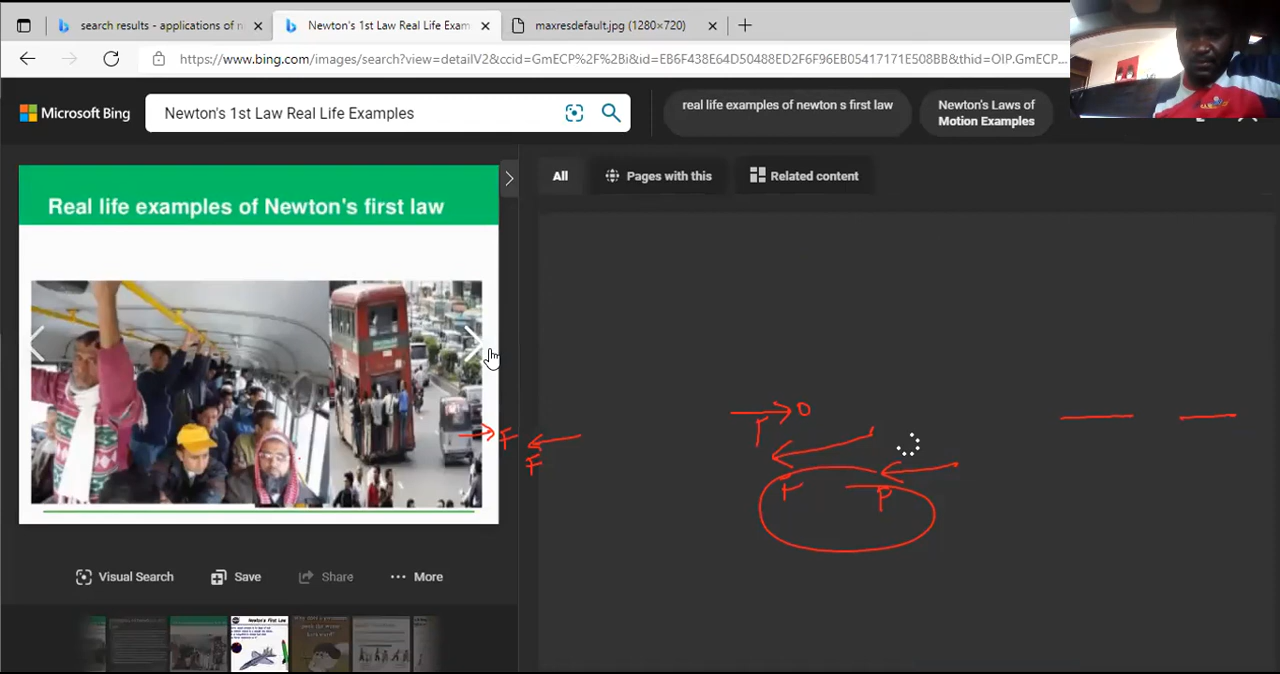 search results - applications of n
Newton's 1st Law Real Life Exam
maxresdefault.jpg (1280×720)
https://www.bing.com/images/search?view=detailV2&ccid=GmECP%2F%2Bi&id=EB6F438E64D50488ED2F6F96EB05417171E508BB&thid=OIP.GmECP...
Microsoft Bing
Newton's 1st Law Real Life Examples
real life examples of newton s first law
Newton's Laws of
Motion Examples
All
Pages with this
Related content
Real life examples of Newton's first law
F
F
F
P
Visual Search
Save
Share
More
Newton's First Law